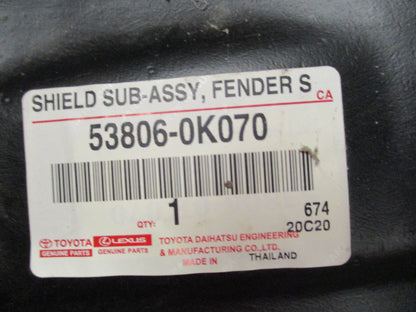 SHIELD SUB-ASSY, FENDER S CA
53806-0K070
QTY: 1 674
20C20
TOYOTA LEXUS TOYOTA DAIHATSU ENGINEERING
GENUINE PARTS GENUINE PARTS & MANUFACTURING CO.,LTD.
MADE IN THAILAND